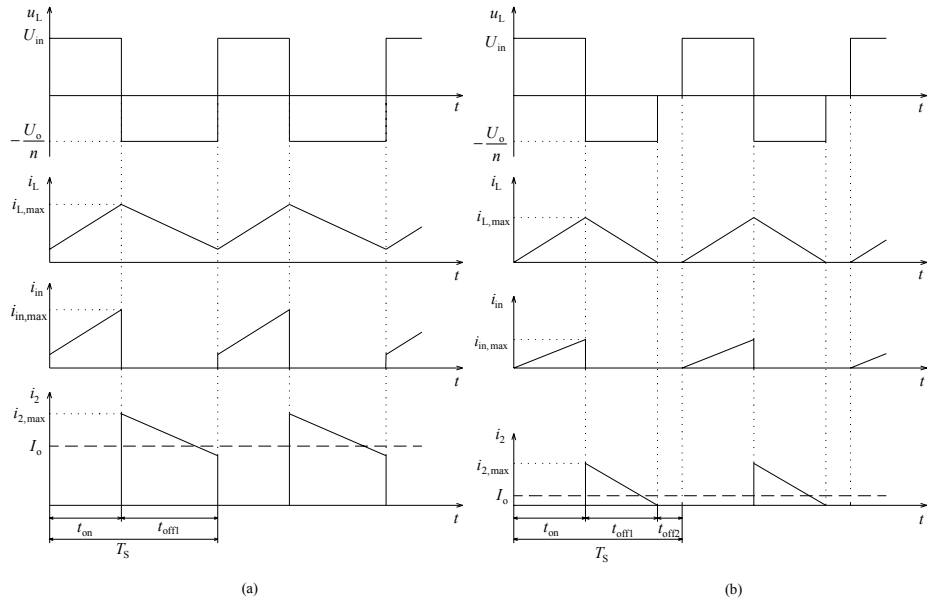 u_L
U_in
t
−U_o/n
i_L
i_L,max
t
i_in
i_in,max
t
i_2
i_2,max
I_o
t
t_on
t_off1
T_S
(a)
u_L
U_in
t
−U_o/n
i_L
i_L,max
t
i_in
i_in,max
t
i_2
i_2,max
I_o
t
t_on
t_off1
t_off2
T_S
(b)